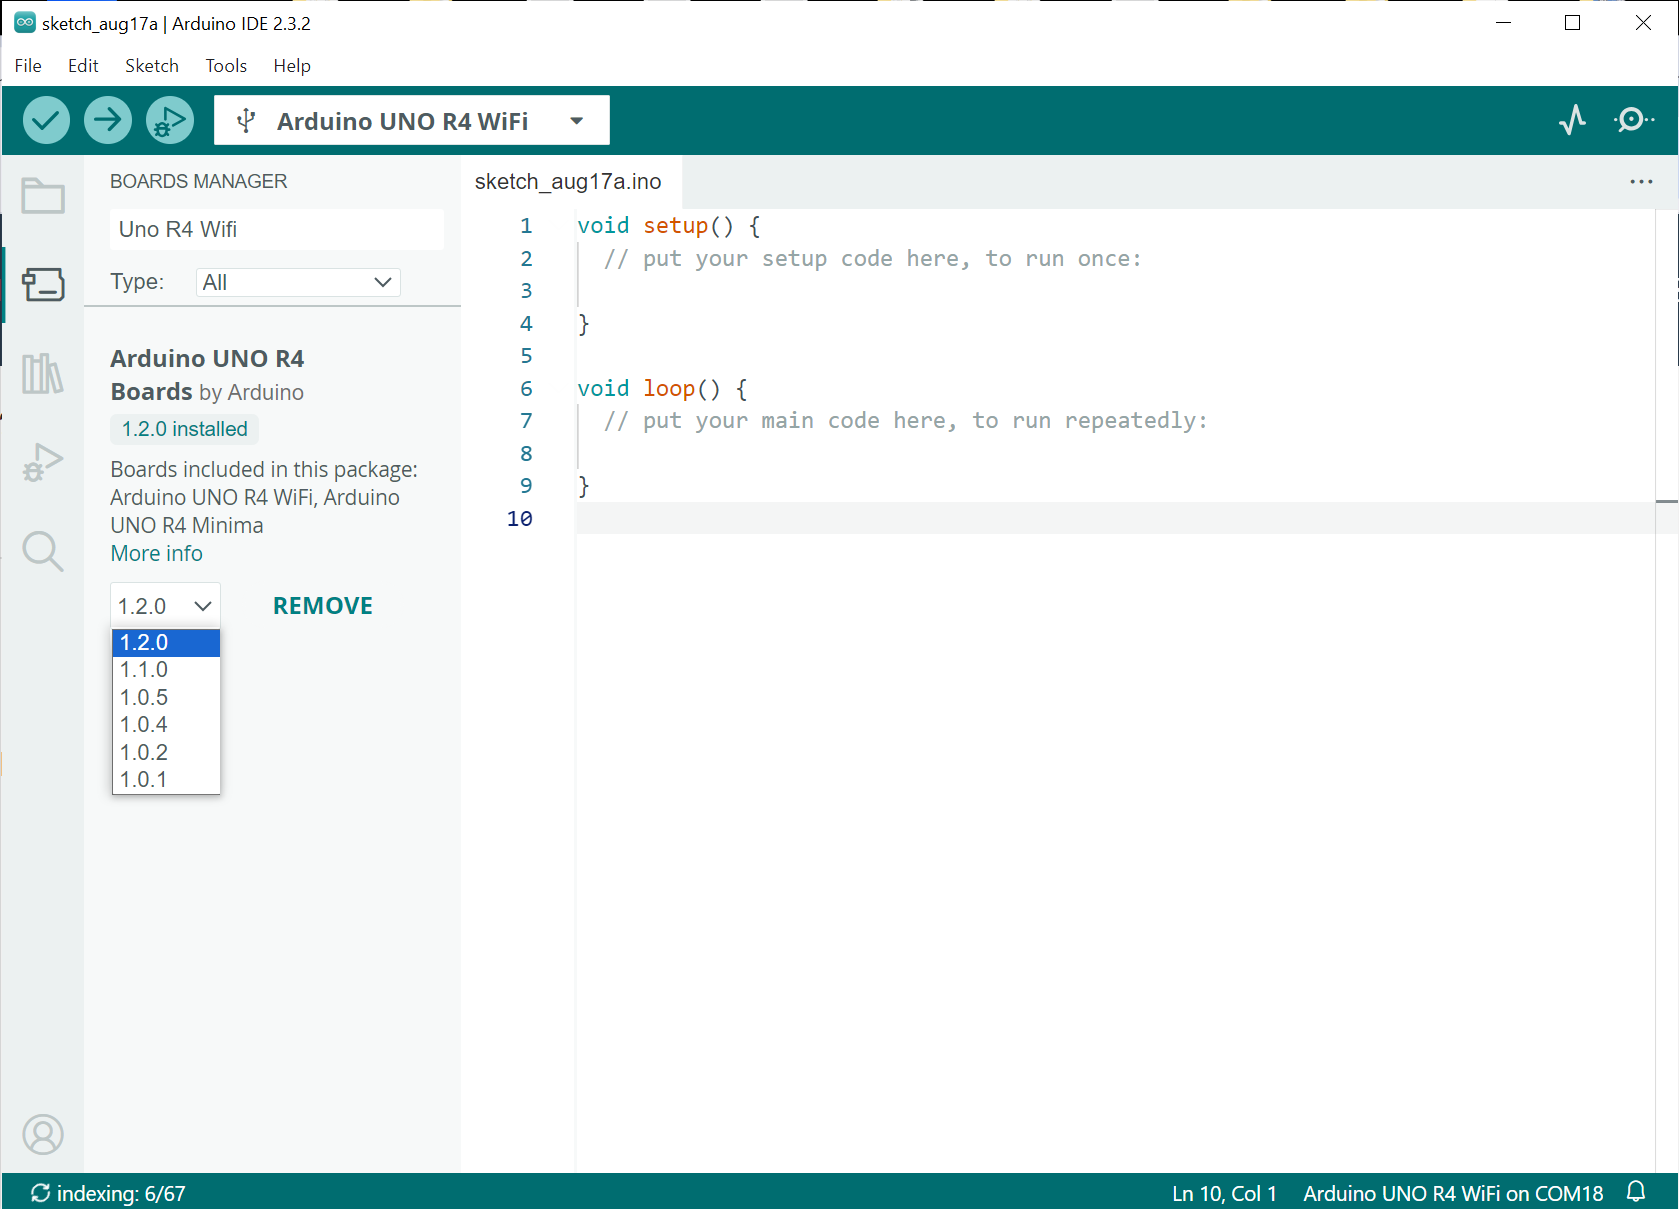 sketch_aug17a | Arduino IDE 2.3.2
File Edit Sketch Tools Help
Arduino UNO R4 WiFi
BOARDS MANAGER
Uno R4 Wifi
Type: All
Arduino UNO R4
Boards by Arduino
1.2.0 installed
Boards included in this package:
Arduino UNO R4 WiFi, Arduino
UNO R4 Minima
More info
1.2.0 REMOVE
1.2.0
1.1.0
1.0.5
1.0.4
1.0.2
1.0.1
sketch_aug17a.ino
1 void setup() {
2 // put your setup code here, to run once:
3
4 }
5
6 void loop() {
7 // put your main code here, to run repeatedly:
8
9 }
10
indexing: 6/67
Ln 10, Col 1 Arduino UNO R4 WiFi on COM18